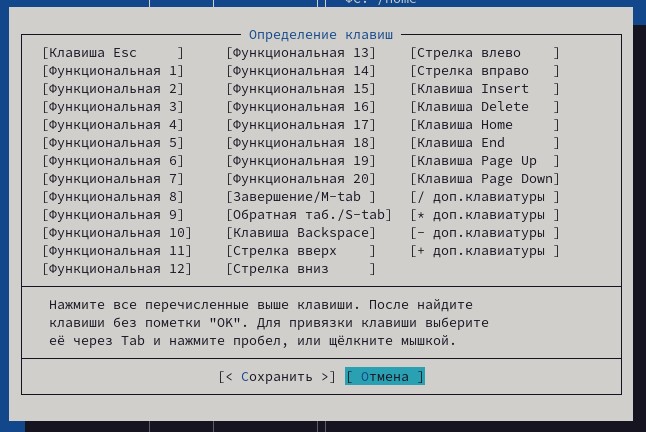 ФС: /home
Определение клавиш
[Клавиша Esc     ]    [Функциональная 13]    [Стрелка влево    ]
[Функциональная 1]    [Функциональная 14]    [Стрелка вправо   ]
[Функциональная 2]    [Функциональная 15]    [Клавиша Insert   ]
[Функциональная 3]    [Функциональная 16]    [Клавиша Delete   ]
[Функциональная 4]    [Функциональная 17]    [Клавиша Home     ]
[Функциональная 5]    [Функциональная 18]    [Клавиша End      ]
[Функциональная 6]    [Функциональная 19]    [Клавиша Page Up  ]
[Функциональная 7]    [Функциональная 20]    [Клавиша Page Down]
[Функциональная 8]    [Завершение/M-tab ]    [/ доп.клавиатуры ]
[Функциональная 9]    [Обратная таб./S-tab]  [* доп.клавиатуры ]
[Функциональная 10]   [Клавиша Backspace]    [- доп.клавиатуры ]
[Функциональная 11]   [Стрелка вверх    ]    [+ доп.клавиатуры ]
[Функциональная 12]   [Стрелка вниз     ]
Нажмите все перечисленные выше клавиши. После найдите
клавиши без пометки "OK". Для привязки клавиши выберите
её через Tab и нажмите пробел, или щёлкните мышкой.
[< Сохранить >] [ Отмена ]